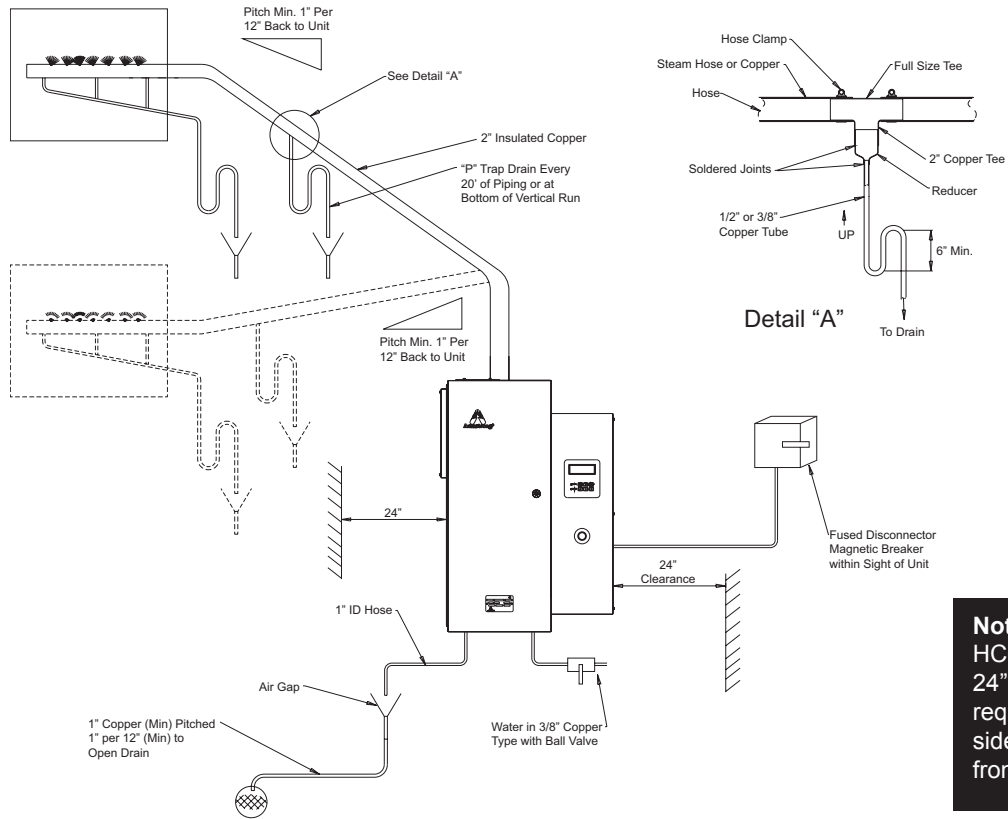 Pitch Min. 1” Per
12” Back to Unit
See Detail “A”
2” Insulated Copper
“P” Trap Drain Every
20’ of Piping or at
Bottom of Vertical Run
Hose Clamp
Steam Hose or Copper
Full Size Tee
Hose
Soldered Joints
2” Copper Tee
Reducer
1/2” or 3/8”
Copper Tube
UP
6” Min.
Detail “A”
To Drain
Pitch Min. 1” Per
12” Back to Unit
24”
Fused Disconnector
Magnetic Breaker
within Sight of Unit
24”
Clearance
1” ID Hose
Air Gap
Water in 3/8” Copper
Type with Ball Valve
1” Copper (Min) Pitched
1” per 12” (Min) to
Open Drain
HC
24”